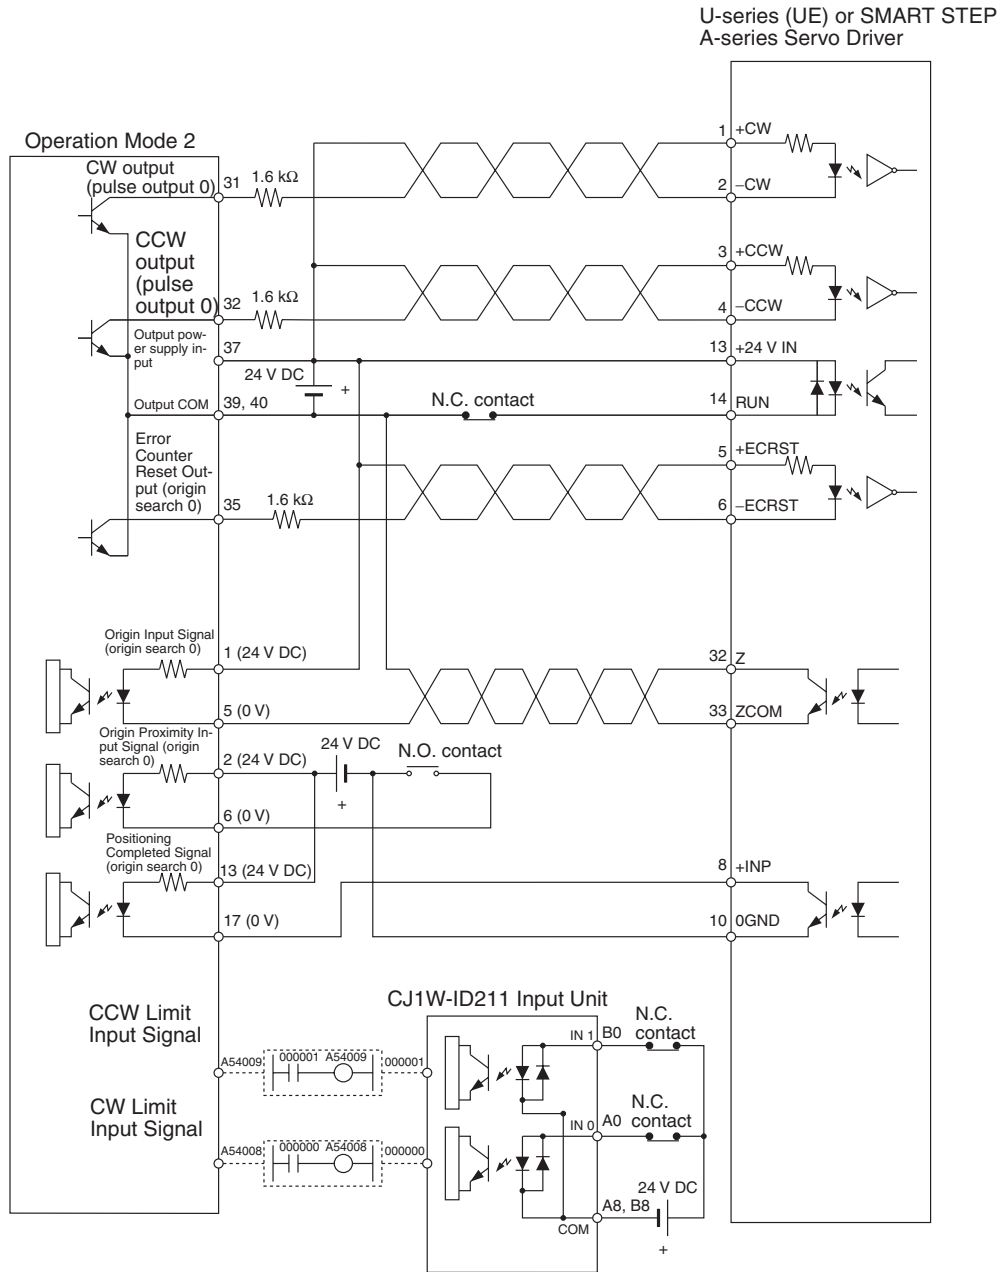 U-series (UE) or SMART STEP
A-series Servo Driver
Operation Mode 2
CW output
(pulse output 0)
31
1.6 kΩ
1
+CW
2
–CW
CCW
output
(pulse
output 0)
32
1.6 kΩ
3
+CCW
4
–CCW
Output pow-
er supply in-
put
37
24 V DC
+
13
+24 V IN
Output COM
39, 40
N.C. contact
14
RUN
Error
Counter
Reset Out-
put (origin
search 0)
35
1.6 kΩ
5
+ECRST
6
–ECRST
Origin Input Signal
(origin search 0)
1 (24 V DC)
5 (0 V)
32
Z
33
ZCOM
Origin Proximity In-
put Signal (origin
search 0)
2 (24 V DC)
24 V DC
+
N.O. contact
6 (0 V)
Positioning
Completed Signal
(origin search 0)
13 (24 V DC)
17 (0 V)
8
+INP
10
0GND
CJ1W-ID211 Input Unit
CCW Limit
Input Signal
A54009
000001
A54009
000001
IN 1
B0
N.C.
contact
CW Limit
Input Signal
A54008
000000
A54008
000000
IN 0
A0
N.C.
contact
COM
A8, B8
24 V DC
+